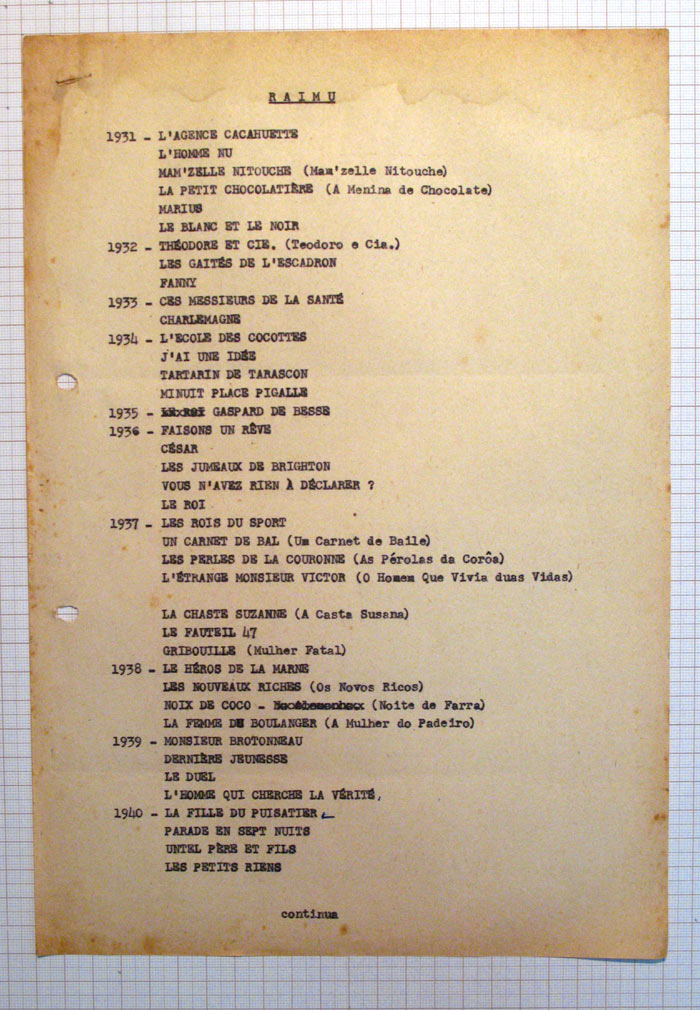 R A I M U
1931 - L'AGENCE CACAHUETTE
L'HOMME NU
MAM'ZELLE NITOUCHE (Mam'zelle Nitouche)
LA PETIT CHOCOLATIÈRE (A Menina de Chocolate)
MARIUS
LE BLANC ET LE NOIR
1932 - THÉODORE ET CIE. (Teodoro e Cia.)
LES GAITÉS DE L'ESCADRON
FANNY
1933 - CES MESSIEURS DE LA SANTÉ
CHARLEMAGNE
1934 - L'ECOLE DES COCOTTES
J'AI UNE IDÉE
TARTARIN DE TARASCON
MINUIT PLACE PIGALLE
1935 - GASPARD DE BESSE
1936 - FAISONS UN RÊVE
CÉSAR
LES JUMEAUX DE BRIGHTON
VOUS N'AVEZ RIEN À DÉCLARER ?
LE ROI
1937 - LES ROIS DU SPORT
UN CARNET DE BAL (Um Carnet de Baile)
LES PERLES DE LA COURONNE (As Pérolas da Corôa)
L'ÉTRANGE MONSIEUR VICTOR (O Homem Que Vivia duas Vidas)
LA CHASTE SUZANNE (A Casta Susana)
LE FAUTEIL 47
GRIBOUILLE (Mulher Fatal)
1938 - LE HÉROS DE LA MARNE
LES NOUVEAUX RICHES (Os Novos Ricos)
NOIX DE COCO - (Noite de Farra)
LA FEMME DU BOULANGER (A Mulher do Padeiro)
1939 - MONSIEUR BROTONNEAU
DERNIÈRE JEUNESSE
LE DUEL
L'HOMME QUI CHERCHE LA VÉRITÉ,
1940 - LA FILLE DU PUISATIER
PARADE EN SEPT NUITS
UNTEL PÈRE ET FILS
LES PETITS RIENS
continua